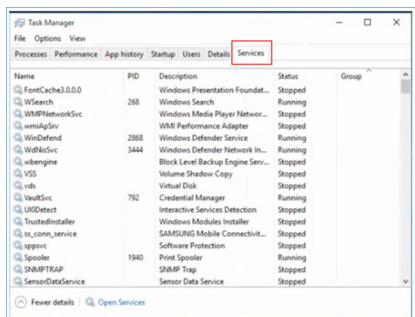 Task Manager
File Options View
Processes Performance App history Startup Users Details Services
Name PID Description Status Group
FontCache3.0.0.0 Windows Presentation Foundat... Stopped
WSearch 268 Windows Search Running
WMPNetworkSvc Windows Media Player Networ... Stopped
wmiApSrv WMI Performance Adapter Stopped
WinDefend 2868 Windows Defender Service Running
WdNisSvc 3444 Windows Defender Network In... Running
wbengine Block Level Backup Engine Serv... Stopped
VSS Volume Shadow Copy Stopped
vds Virtual Disk Stopped
VaultSvc 792 Credential Manager Running
UI0Detect Interactive Services Detection Stopped
TrustedInstaller Windows Modules Installer Stopped
ss_conn_service SAMSUNG Mobile Connectivit... Stopped
sppsvc Software Protection Stopped
Spooler 1940 Print Spooler Running
SNMPTRAP SNMP Trap Stopped
SensorDataService Sensor Data Service Stopped
Fewer details Open Services